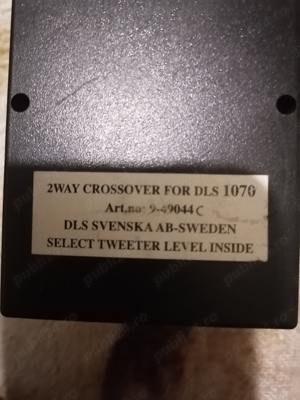 2WAY CROSSOVER FOR DLS 1070
Art.no: 9-49044 C
DLS SVENSKA AB-SWEDEN
SELECT TWEETER LEVEL INSIDE